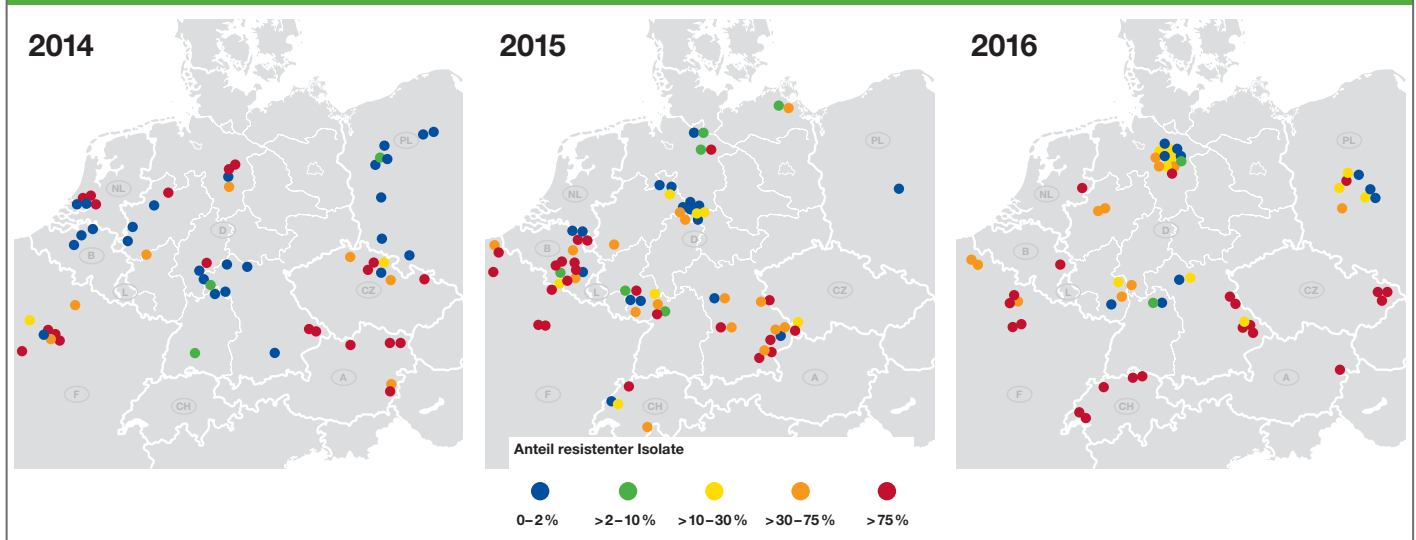 2014
2015
2016
PL
NL
D
B
L
CZ
F
A
CH
PL
NL
B
D
L
CZ
F
A
CH
PL
NL
B
D
L
CZ
F
A
CH
Anteil resistenter Isolate
0–2 %
>2–10 %
>10–30 %
>30–75 %
>75 %